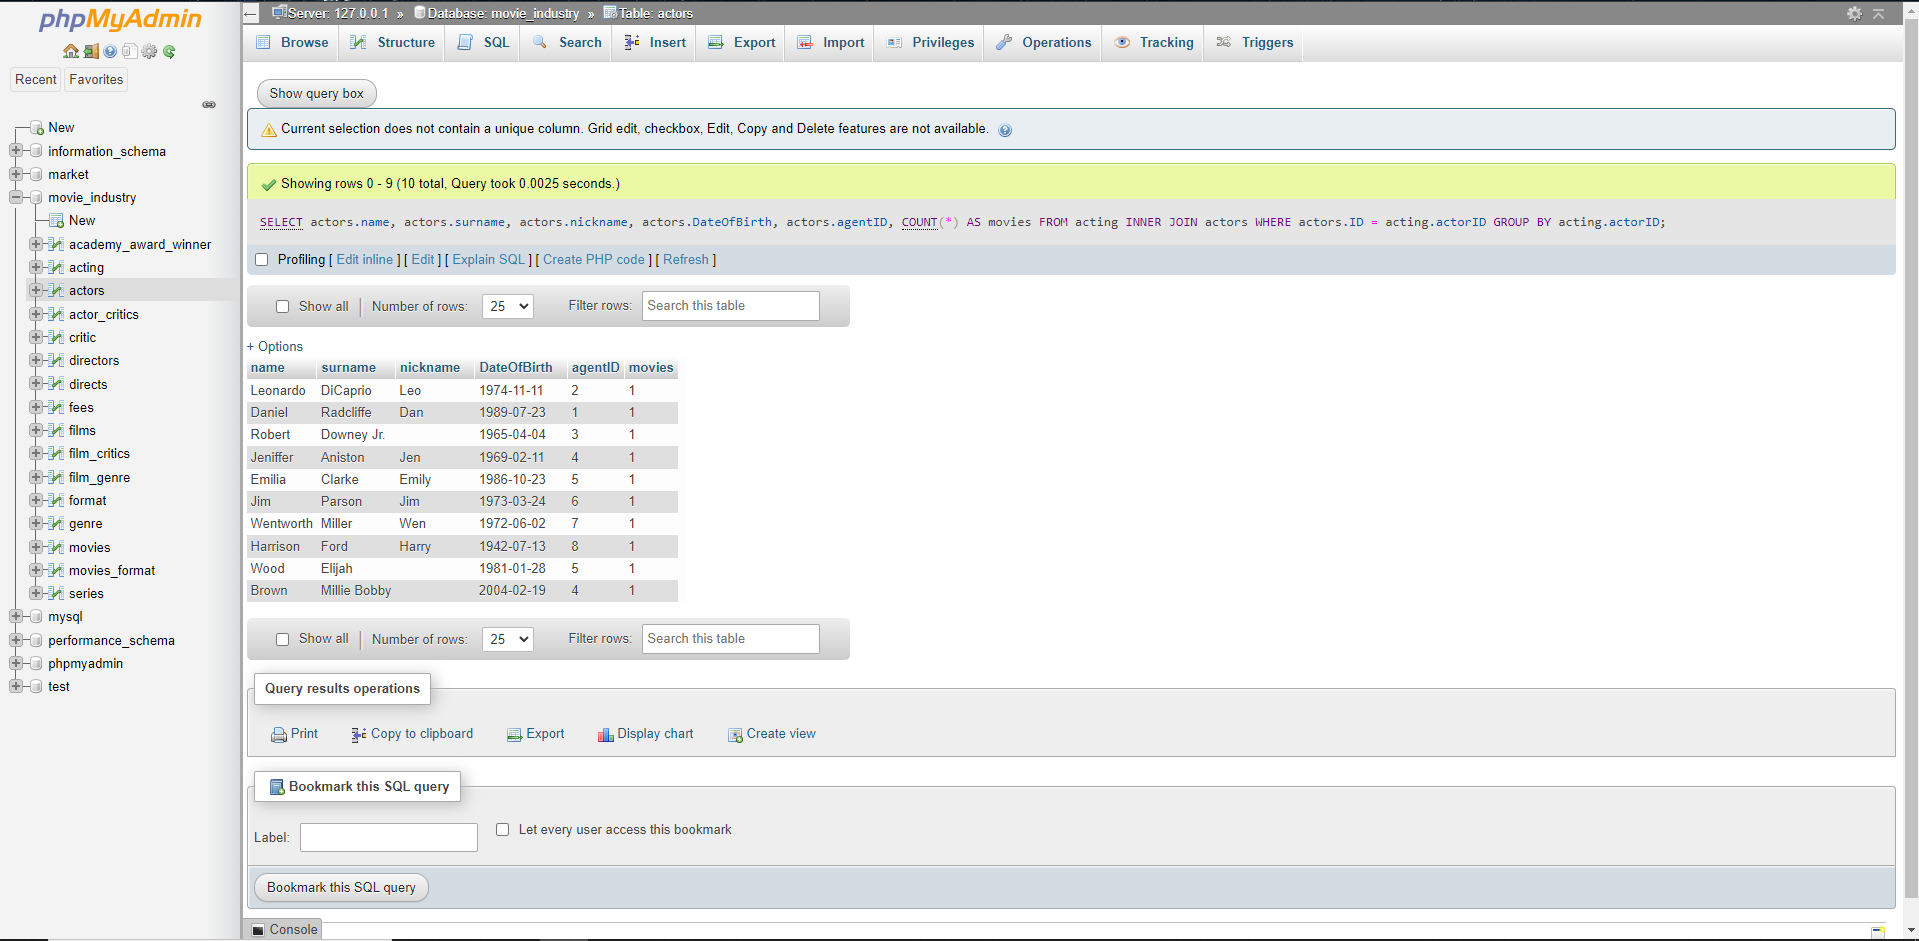 phpMyAdmin
Recent Favorites
New
information_schema
market
movie_industry
New
academy_award_winner
acting
actors
actor_critics
critic
directors
directs
fees
films
film_critics
film_genre
format
genre
movies
movies_format
series
mysql
performance_schema
phpmyadmin
test
Server: 127.0.0.1 » Database: movie_industry » Table: actors
Browse Structure SQL Search Insert Export Import Privileges Operations Tracking Triggers
Show query box
Current selection does not contain a unique column. Grid edit, checkbox, Edit, Copy and Delete features are not available.
Showing rows 0 - 9 (10 total, Query took 0.0025 seconds.)
SELECT actors.name, actors.surname, actors.nickname, actors.DateOfBirth, actors.agentID, COUNT(*) AS movies FROM acting INNER JOIN actors WHERE actors.ID = acting.actorID GROUP BY acting.actorID;
Profiling [ Edit inline ] [ Edit ] [ Explain SQL ] [ Create PHP code ] [ Refresh ]
Show all | Number of rows: 25 Filter rows: Search this table
+ Options
name surname nickname DateOfBirth agentID movies
Leonardo DiCaprio Leo 1974-11-11 2 1
Daniel Radcliffe Dan 1989-07-23 1 1
Robert Downey Jr. 1965-04-04 3 1
Jeniffer Aniston Jen 1969-02-11 4 1
Emilia Clarke Emily 1986-10-23 5 1
Jim Parson Jim 1973-03-24 6 1
Wentworth Miller Wen 1972-06-02 7 1
Harrison Ford Harry 1942-07-13 8 1
Wood Elijah 1981-01-28 5 1
Brown Millie Bobby 2004-02-19 4 1
Show all | Number of rows: 25 Filter rows: Search this table
Query results operations
Print Copy to clipboard Export Display chart Create view
Bookmark this SQL query
Label: Let every user access this bookmark
Bookmark this SQL query
Console